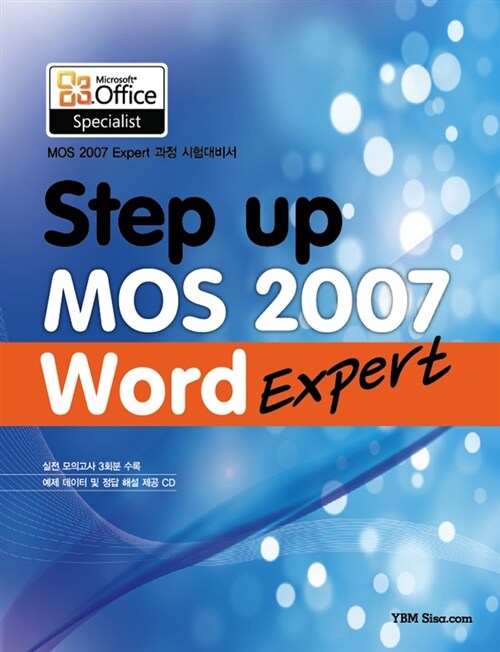 Microsoft®
Office
Specialist
MOS 2007 Expert 과정 시험대비서
Step up
MOS 2007
Word Expert
실전 모의고사 3회분 수록
예제 데이터 및 정답 해설 제공 CD
YBM Sisa.com